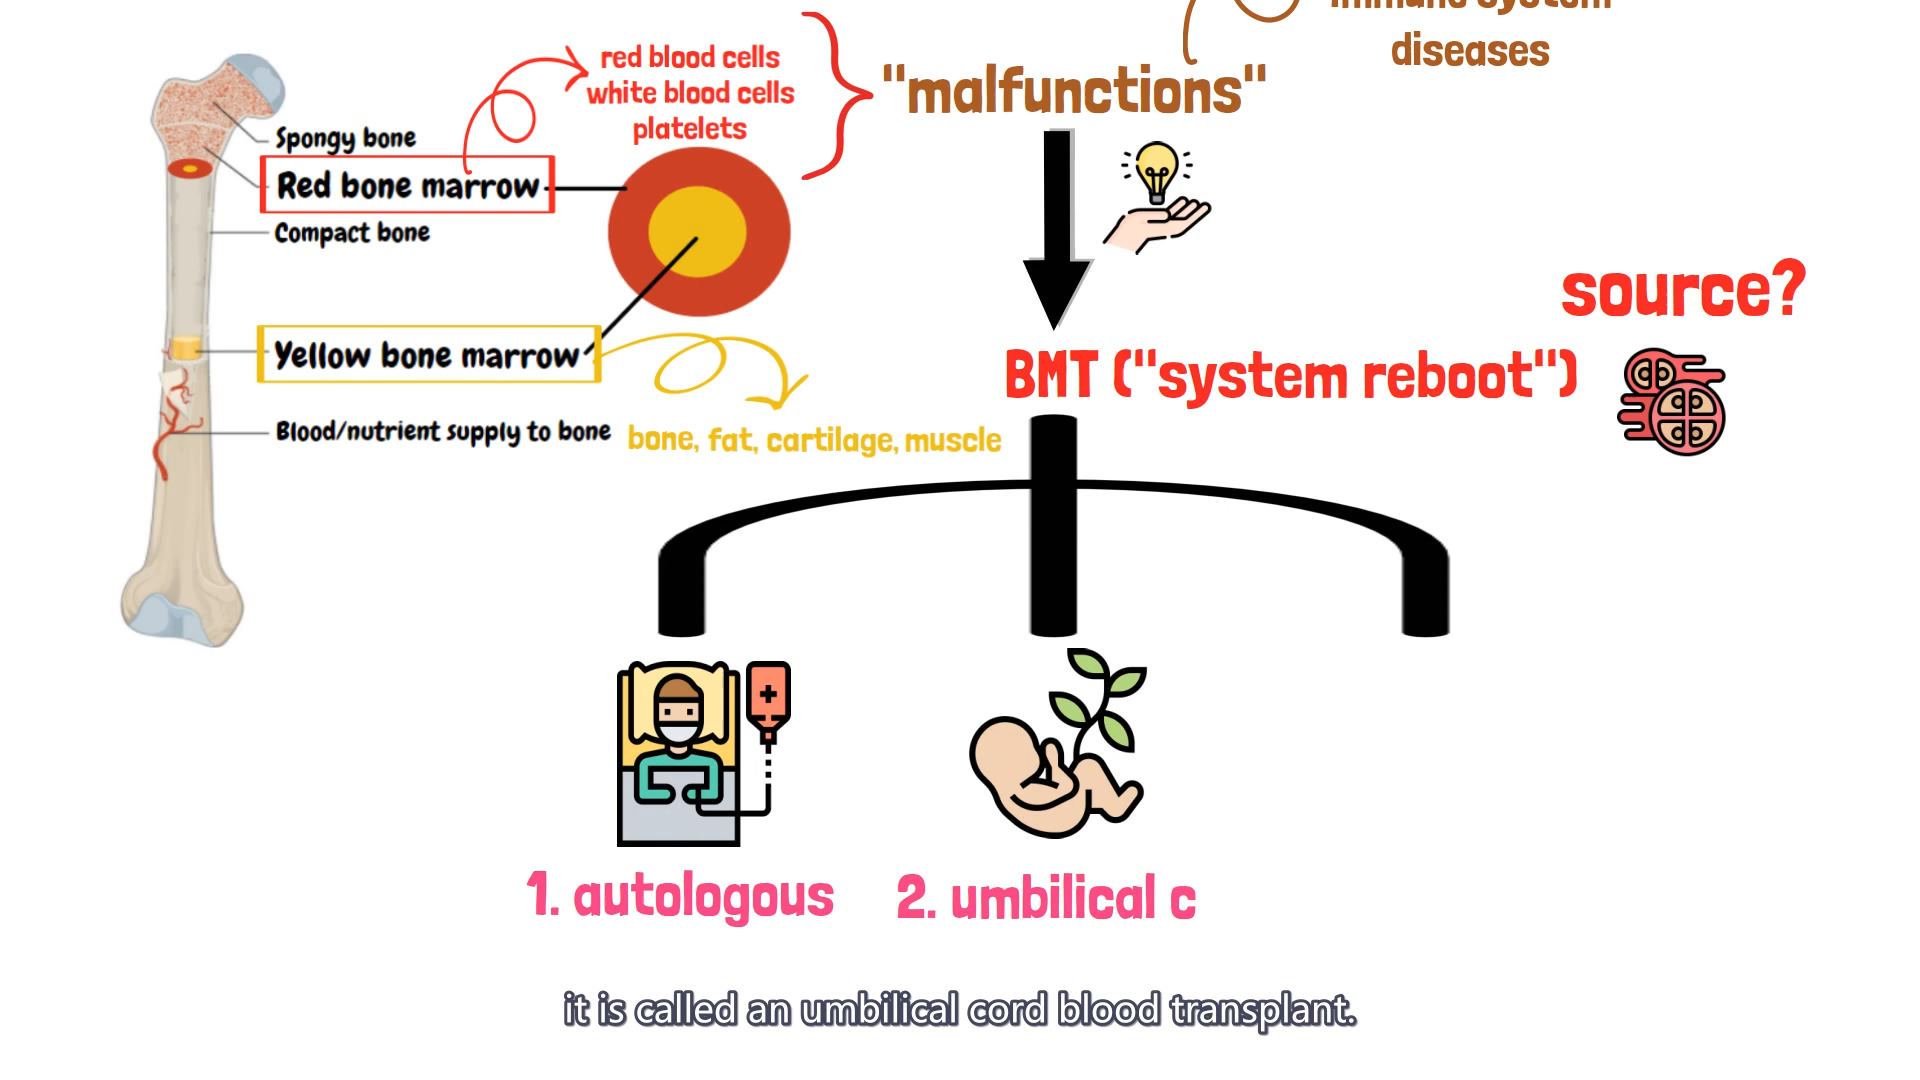 immune system
diseases
red blood cells
white blood cells
platelets
"malfunctions"
Spongy bone
Red bone marrow
Compact bone
source?
Yellow bone marrow
BMT ("system reboot")
Blood/nutrient supply to bone
bone, fat, cartilage, muscle
1. autologous
2. umbilical c
it is called an umbilical cord blood transplant.